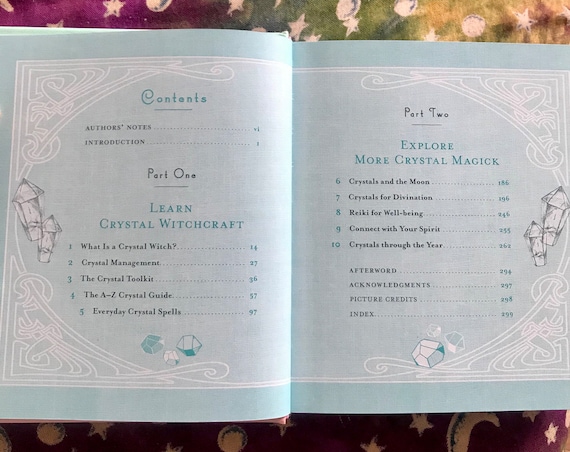 Contents
AUTHORS' NOTES vi
INTRODUCTION 1
Part One
LEARN
CRYSTAL WITCHCRAFT
1 What Is a Crystal Witch? 14
2 Crystal Management 27
3 The Crystal Toolkit 36
4 The A–Z Crystal Guide 57
5 Everyday Crystal Spells 97
Part Two
EXPLORE
MORE CRYSTAL MAGICK
6 Crystals and the Moon 186
7 Crystals for Divination 196
8 Reiki for Well-being 246
9 Connect with Your Spirit 255
10 Crystals through the Year 262
AFTERWORD 294
ACKNOWLEDGMENTS 297
PICTURE CREDITS 298
INDEX 299